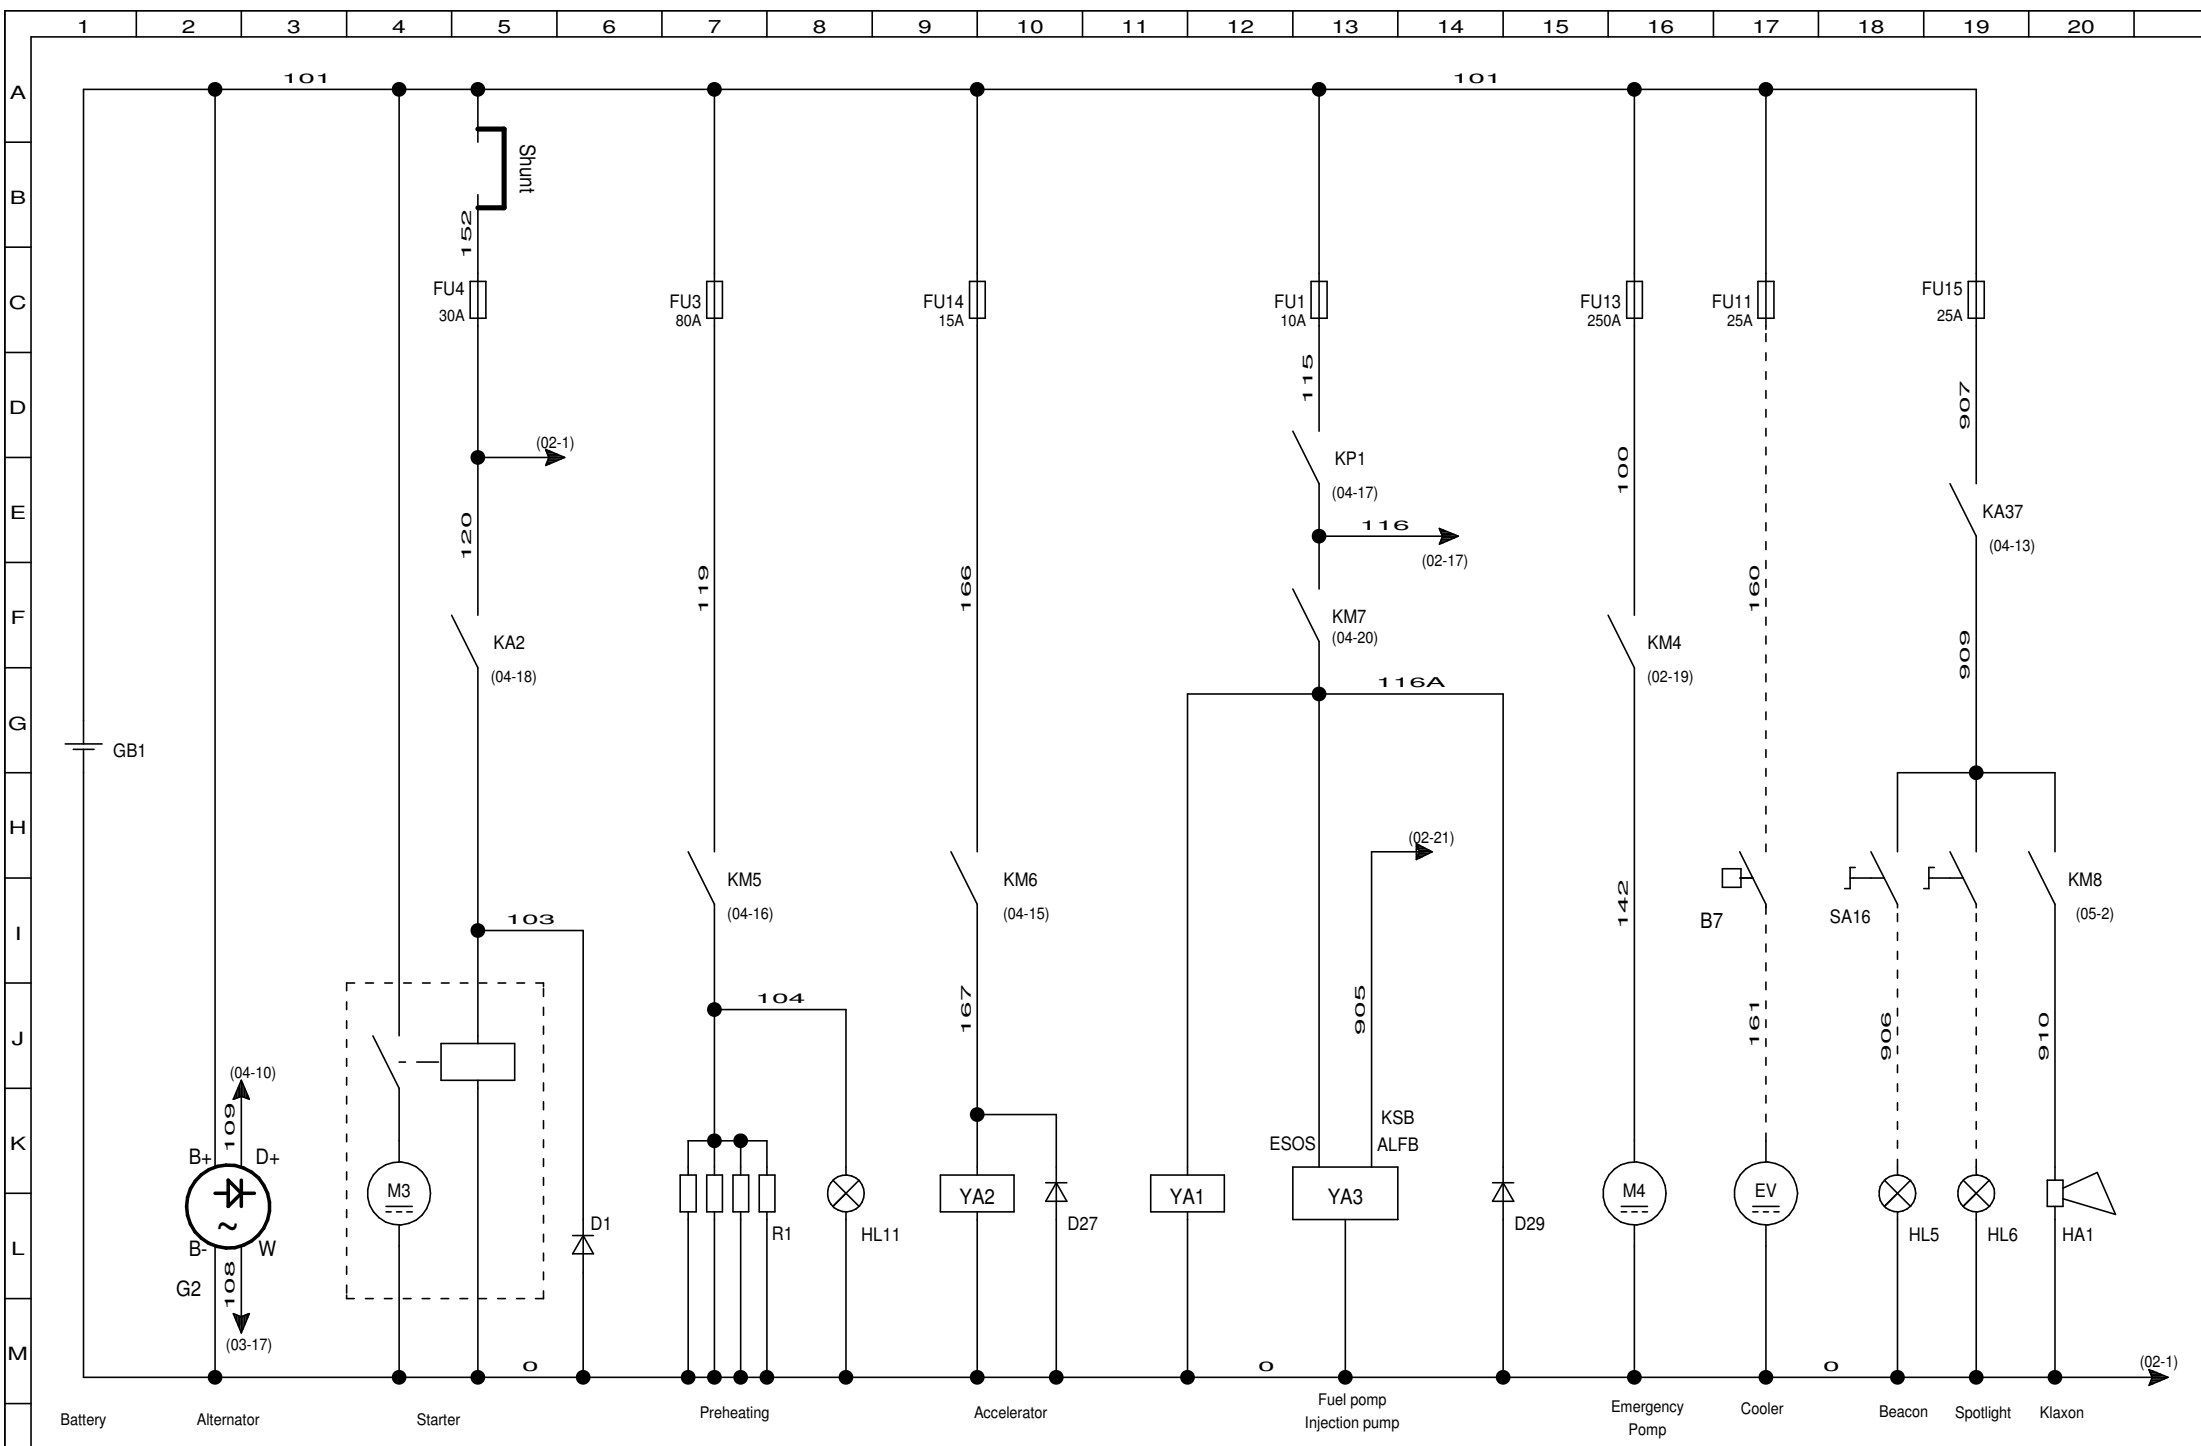 1 2 3 4 5 6 7 8 9 10 11 12 13 14 15 16 17 18 19 20
A
B
C
D
E
F
G
H
I
J
K
L
M
101
101
Shunt
152
FU4
30A
FU3
80A
FU14
15A
FU1
10A
FU13
250A
FU11
25A
FU15
25A
115
907
(02-1)
KP1
(04-17)
100
120
116
(02-17)
KA37
(04-13)
119
166
160
KA2
(04-18)
KM7
(04-20)
KM4
(02-19)
909
116A
GB1
(02-21)
KM5
(04-16)
KM6
(04-15)
142
B7
SA16
KM8
(05-2)
103
104
167
905
161
906
910
(04-10)
109
B+ D+
KSB
ESOS ALFB
M3
YA2
YA1
YA3
M4
EV
D1
R1
HL11
D27
D29
HL5
HL6
HA1
~
B- W
G2
108
(03-17)
0
0
0
(02-1)
Battery
Alternator
Starter
Preheating
Accelerator
Fuel pomp
Injection pump
Emergency
Pomp
Cooler
Beacon
Spotlight
Klaxon